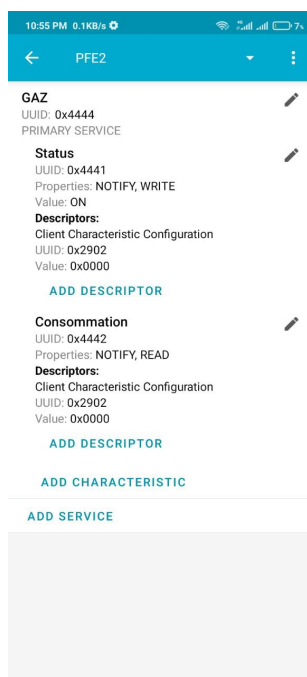 10:55 PM 0.1KB/s
PFE2
GAZ
UUID: 0x4444
PRIMARY SERVICE
Status
UUID: 0x4441
Properties: NOTIFY, WRITE
Value: ON
Descriptors:
Client Characteristic Configuration
UUID: 0x2902
Value: 0x0000
ADD DESCRIPTOR
Consommation
UUID: 0x4442
Properties: NOTIFY, READ
Descriptors:
Client Characteristic Configuration
UUID: 0x2902
Value: 0x0000
ADD DESCRIPTOR
ADD CHARACTERISTIC
ADD SERVICE